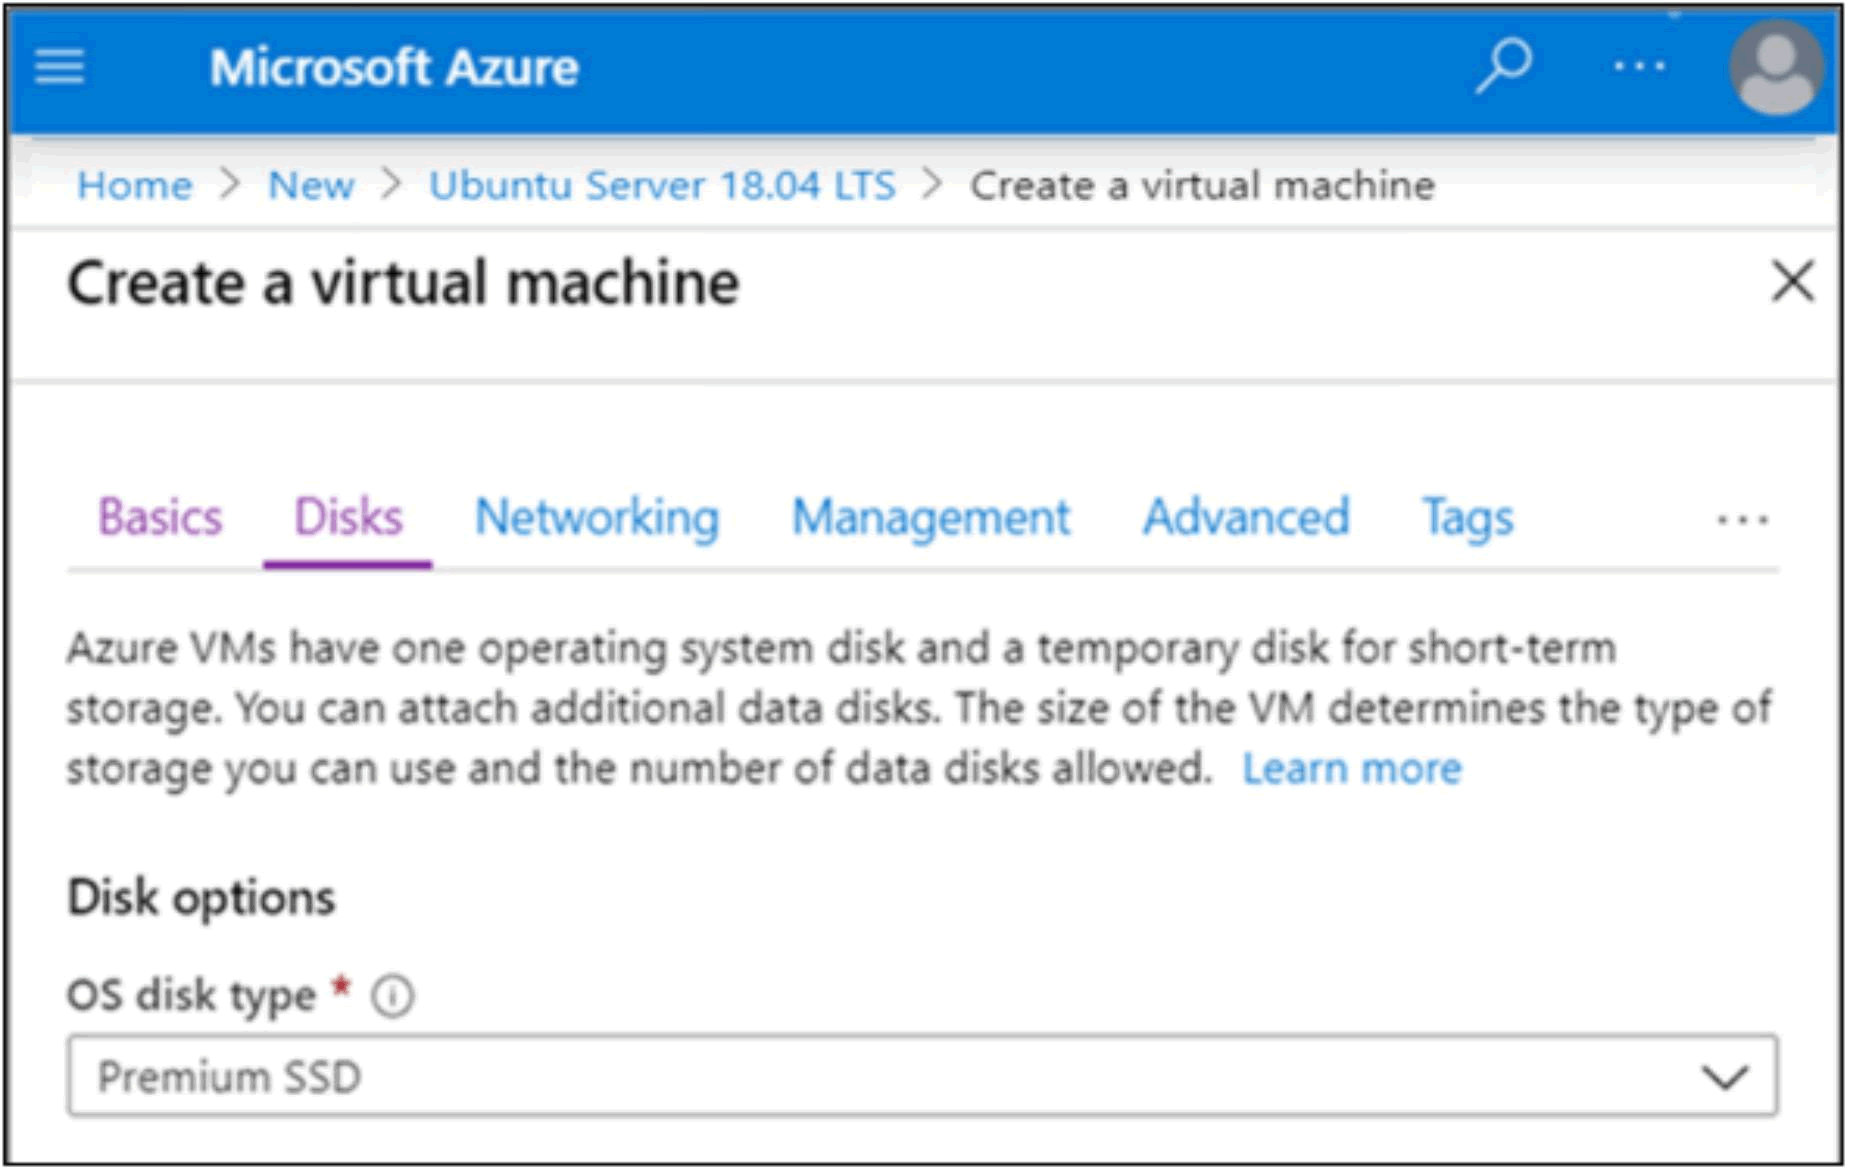 Microsoft Azure
Home > New > Ubuntu Server 18.04 LTS > Create a virtual machine
Create a virtual machine
Basics Disks Networking Management Advanced Tags ...
Azure VMs have one operating system disk and a temporary disk for short-term
storage. You can attach additional data disks. The size of the VM determines the type of
storage you can use and the number of data disks allowed. Learn more
Disk options
OS disk type *
Premium SSD